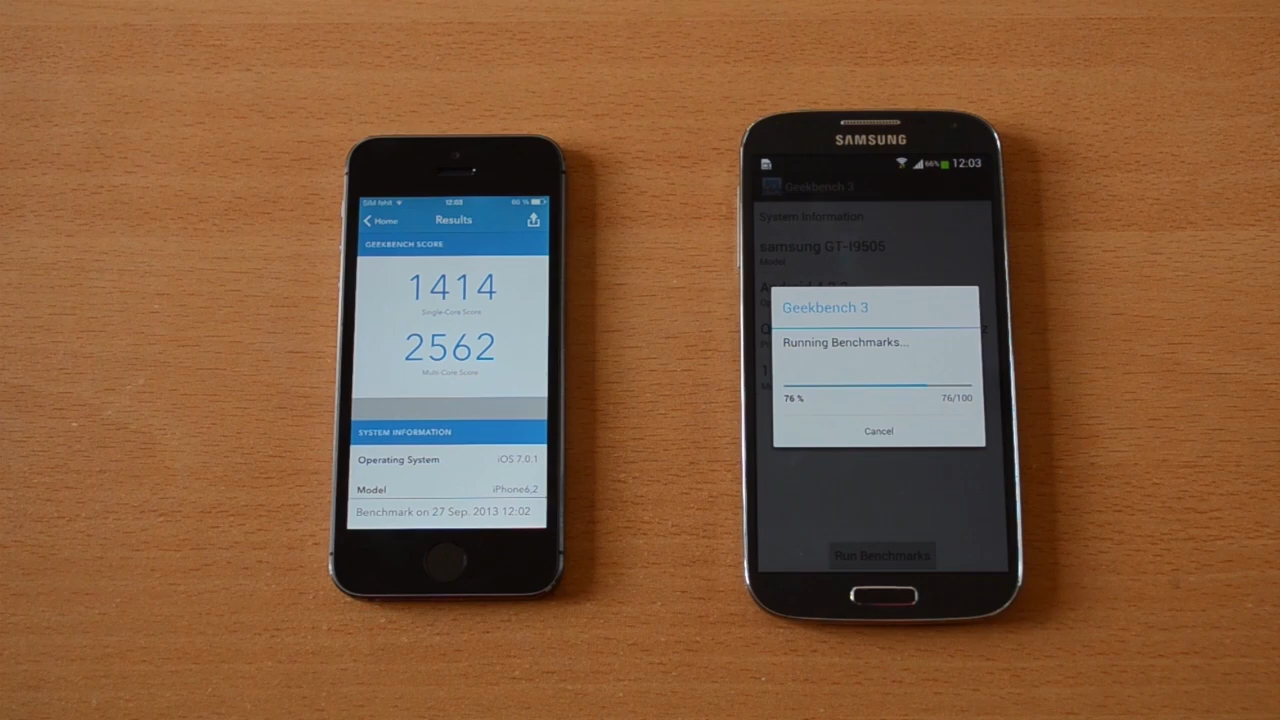 SIM fehlt 12:03 60 %
Home Results
GEEKBENCH SCORE
1414
Single-Core Score
2562
Multi-Core Score
SYSTEM INFORMATION
Operating System iOS 7.0.1
Model iPhone6,2
Benchmark on 27 Sep. 2013 12:02
SAMSUNG
66% 12:03
Geekbench 3
System Information
samsung GT-I9505
Model
Geekbench 3
Running Benchmarks...
76 % 76/100
Cancel
Run Benchmarks